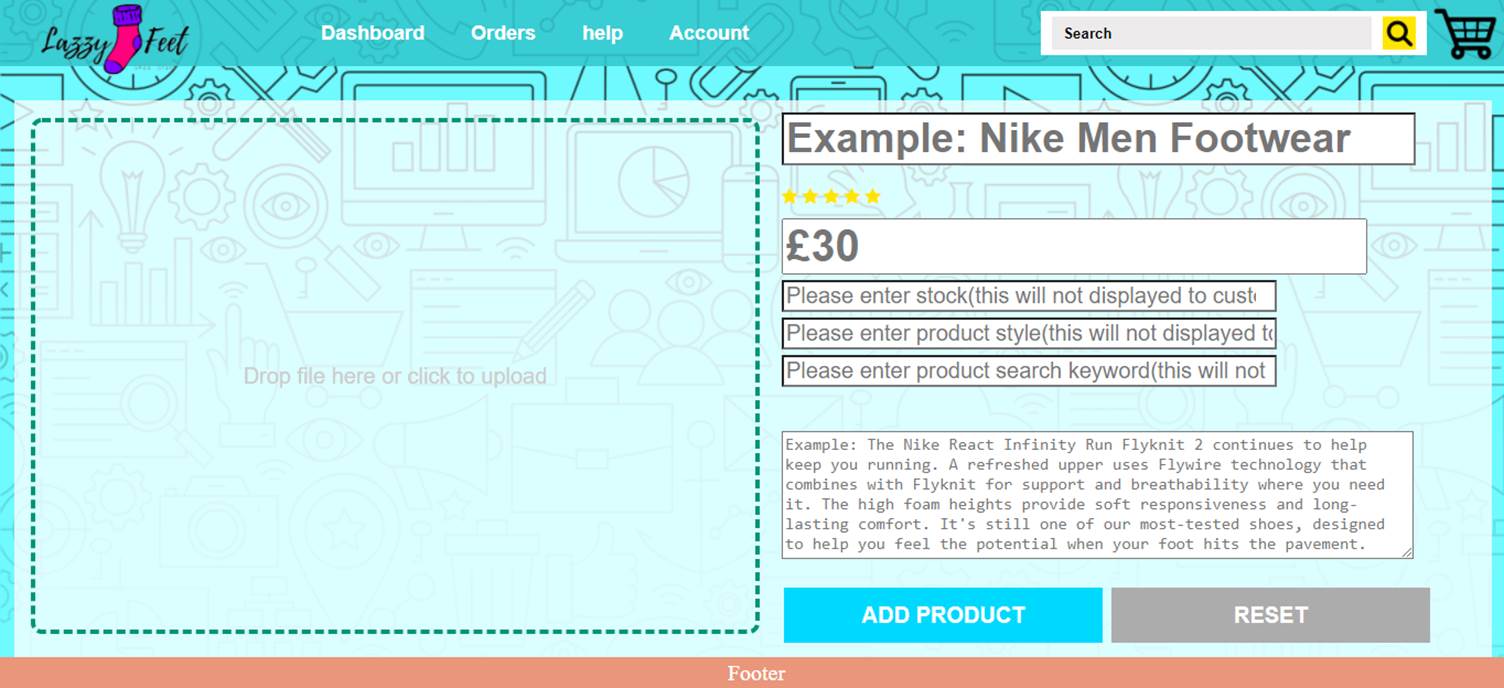 Lazzy Feet
Dashboard Orders help Account
Search
Example: Nike Men Footwear
£30
Please enter stock(this will not displayed to cust
Please enter product style(this will not displayed to
Please enter product search keyword(this will not
Drop file here or click to upload
Example: The Nike React Infinity Run Flyknit 2 continues to help
keep you running. A refreshed upper uses Flywire technology that
combines with Flyknit for support and breathability where you need
it. The high foam heights provide soft responsiveness and long-
lasting comfort. It's still one of our most-tested shoes, designed
to help you feel the potential when your foot hits the pavement.
ADD PRODUCT RESET
Footer